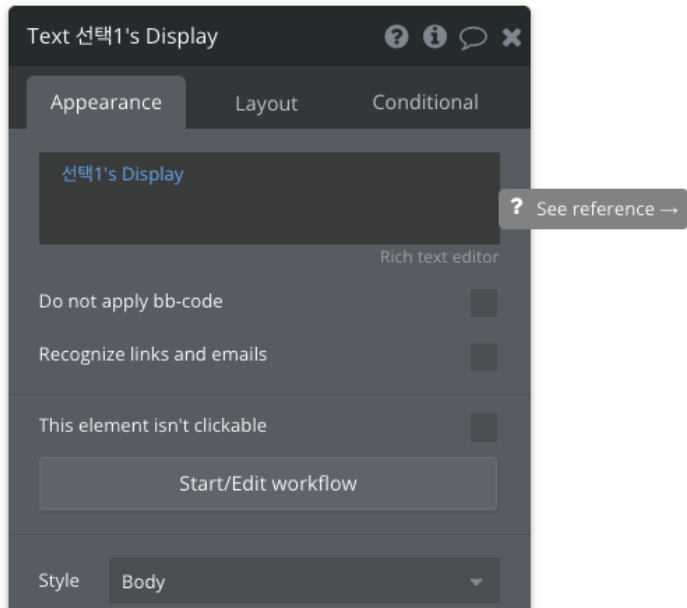 Text 선택1's Display
Appearance
Layout
Conditional
선택1's Display
? See reference →
Rich text editor
Do not apply bb-code
Recognize links and emails
This element isn't clickable
Start/Edit workflow
Style
Body